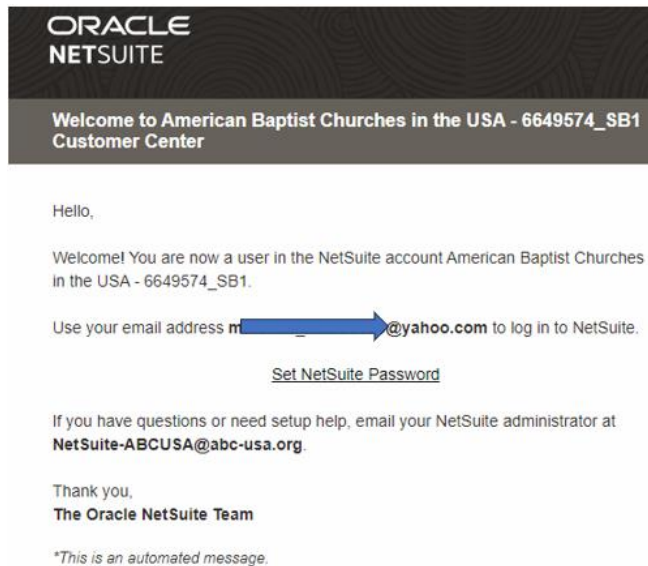 ORACLE
NETSUITE
Welcome to American Baptist Churches in the USA - 6649574_SB1
Customer Center
Hello,
Welcome! You are now a user in the NetSuite account American Baptist Churches
in the USA - 6649574_SB1.
Use your email address m _ @yahoo.com to log in to NetSuite.
Set NetSuite Password
If you have questions or need setup help, email your NetSuite administrator at
NetSuite-ABCUSA@abc-usa.org.
Thank you,
The Oracle NetSuite Team
*This is an automated message.